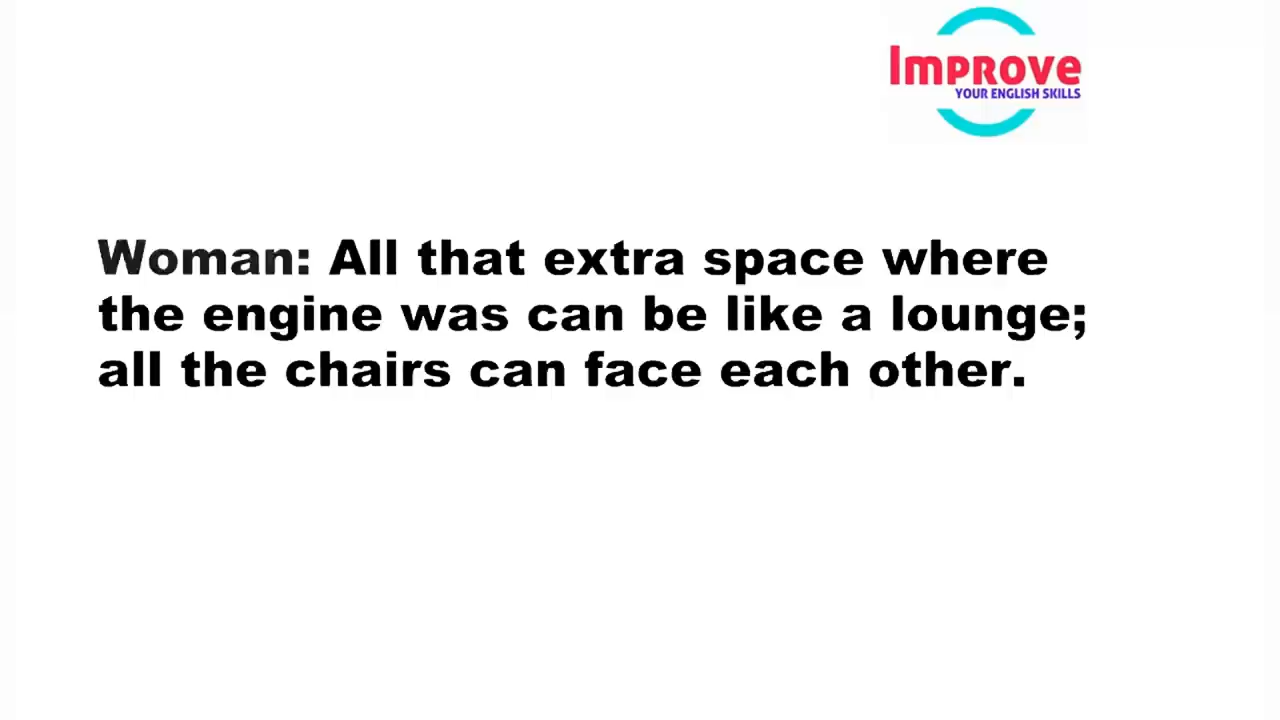 Improve
YOUR ENGLISH SKILLS
Woman: All that extra space where
the engine was can be like a lounge;
all the chairs can face each other.